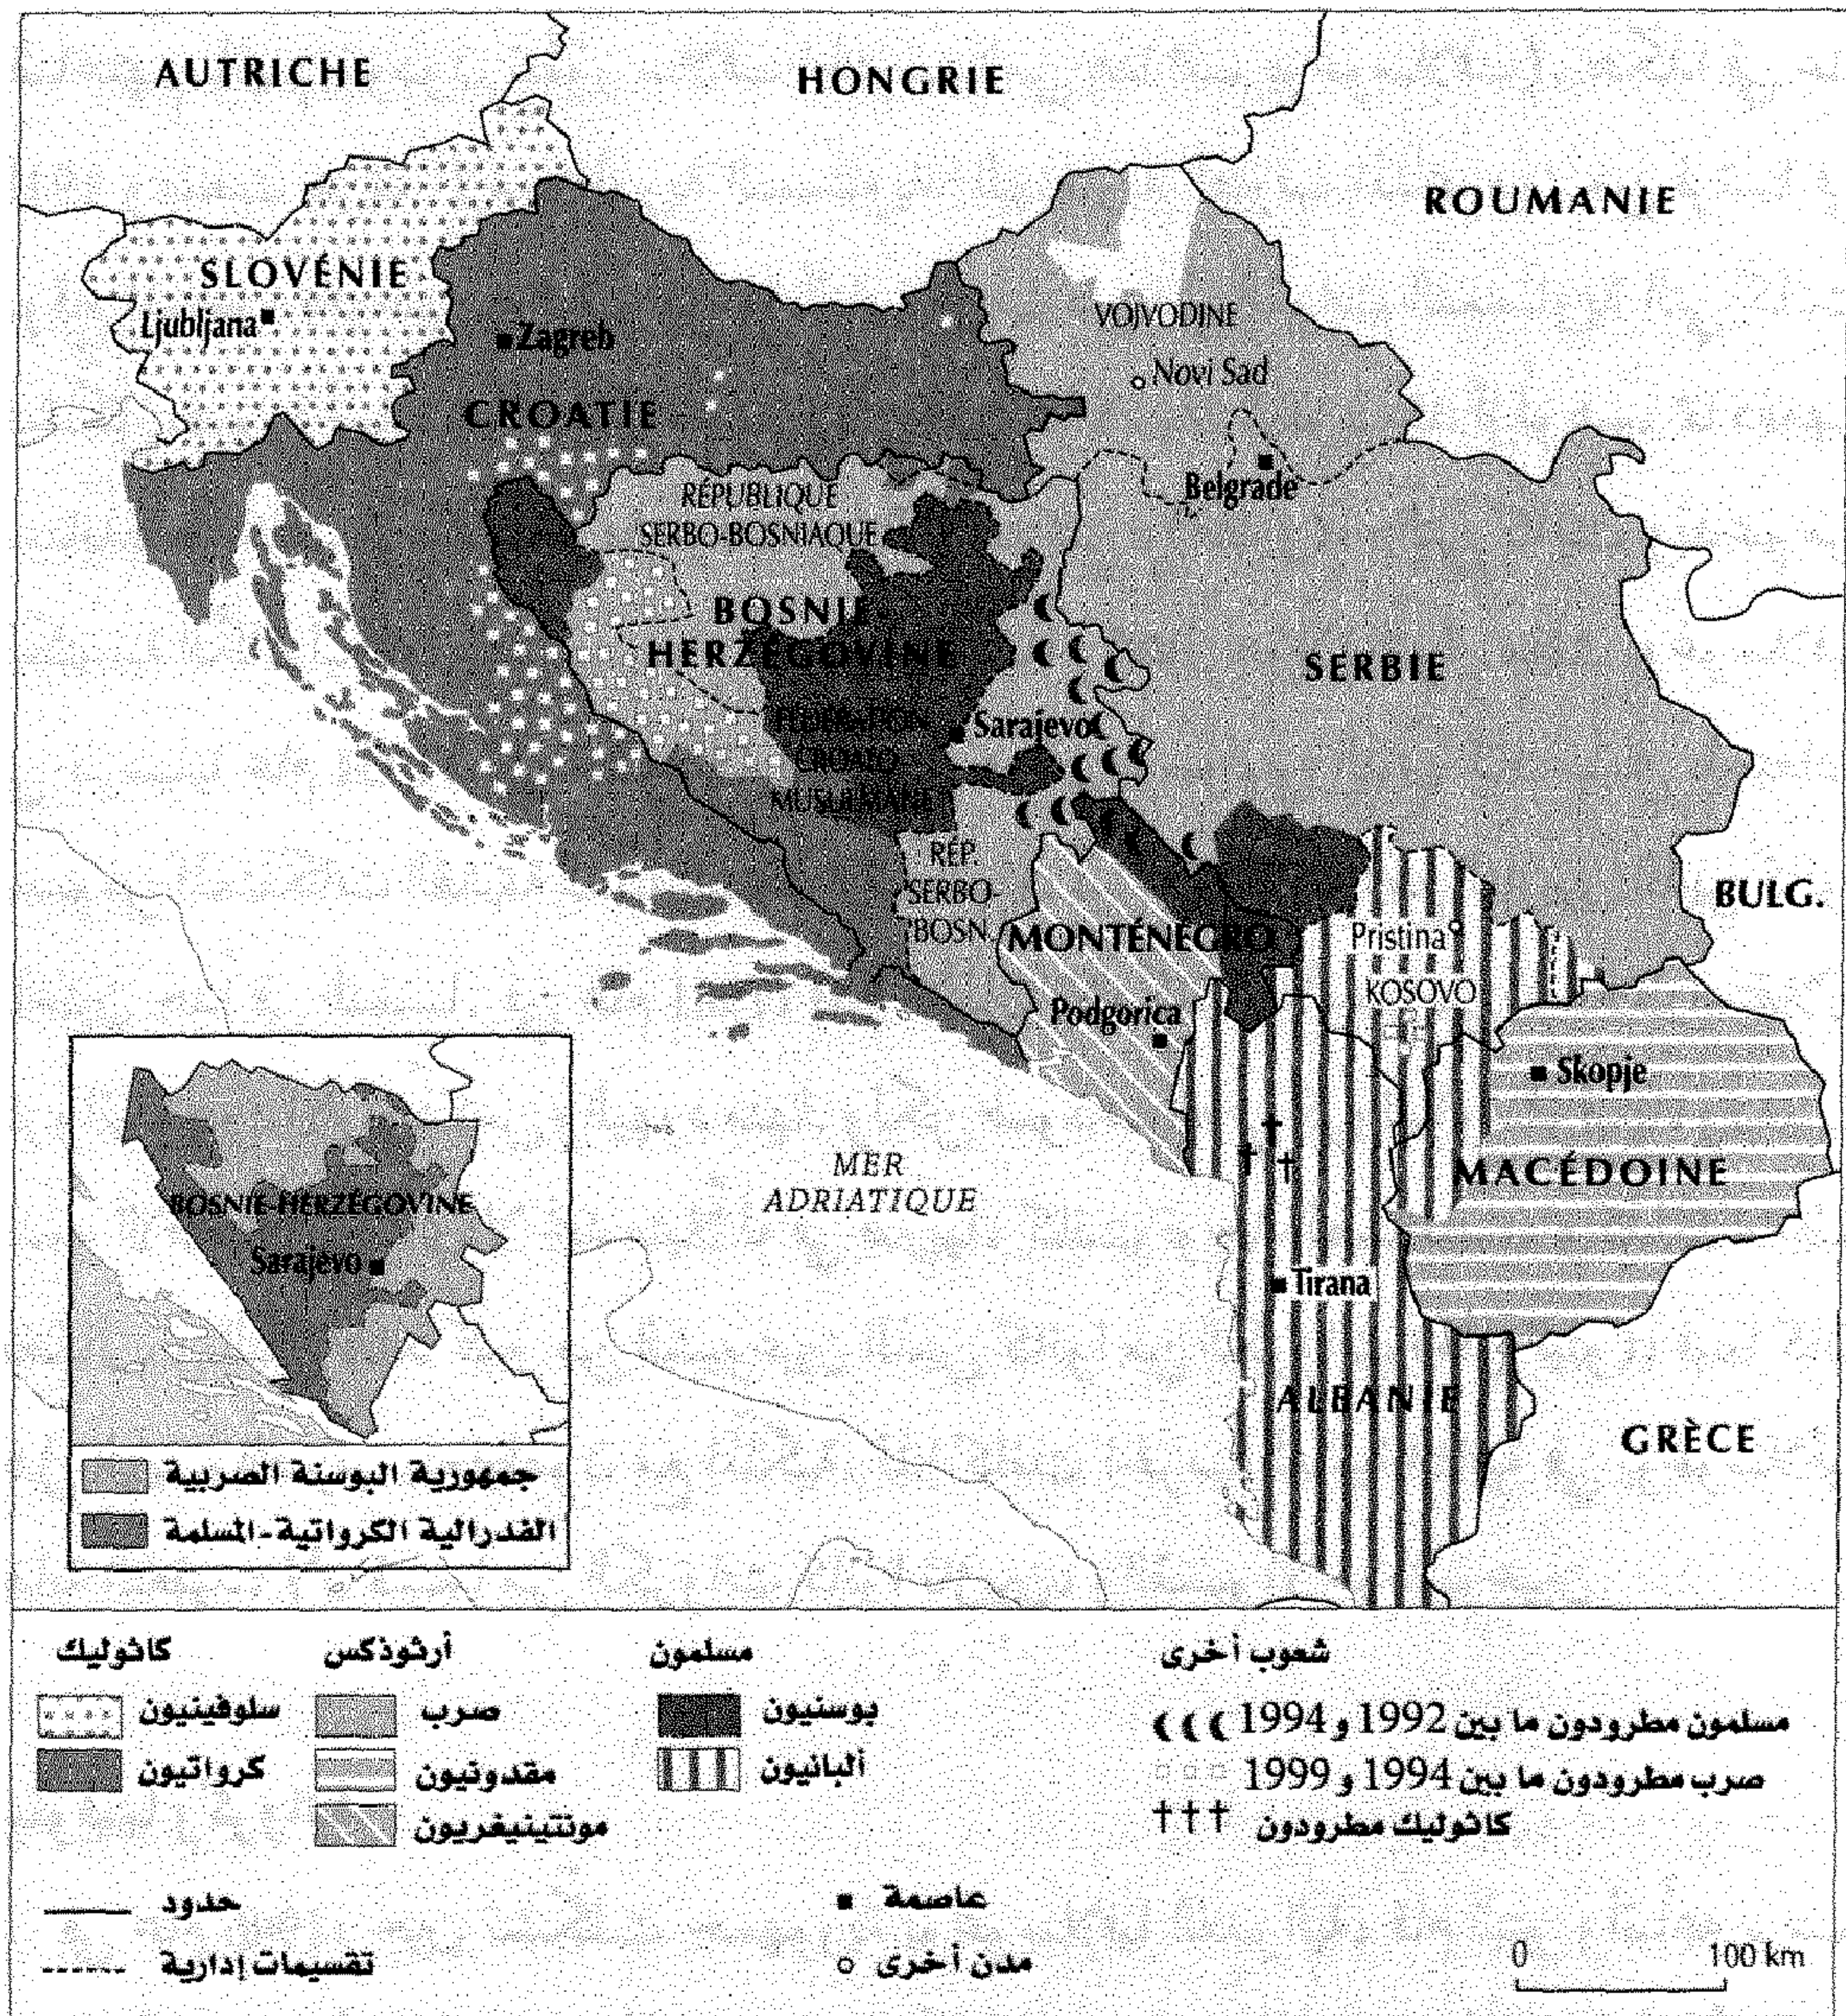 AUTRICHE
HONGRIE
ROUMANIE
SLOVÉNIE
Ljubljana
Zagreb
CROATIE
VOJVODINE
Novi Sad
Belgrade
RÉPUBLIQUE
SERBO-BOSNIAQUE
BOSNIE-
HERZÉGOVINE
SERBIE
FÉDÉRATION
CROATO
MUSULMANE
Sarajevo
RÉP.
SERBO-
BOSN.
MONTÉNÉGRO
Pristina
KOSOVO
BULG.
Podgorica
Skopje
MACÉDOINE
MER
ADRIATIQUE
Tirana
ALBANIE
GRÈCE
BOSNIE-HERZÉGOVINE
Sarajevo
جمهورية البوسنة الصربية
الفدرالية الكرواتية-المسلمة
كاثوليك
سلوفينيون
كرواتيون
أرثوذكس
صرب
مقدونيون
مونتينيغريون
مسلمون
بوسنيون
ألبانيون
شعوب أخرى
مسلمون مطرودون ما بين 1992 و 1994
صرب مطرودون ما بين 1994 و 1999
كاثوليك مطرودون
حدود
تقسيمات إدارية
عاصمة
مدن أخرى
0 100 km